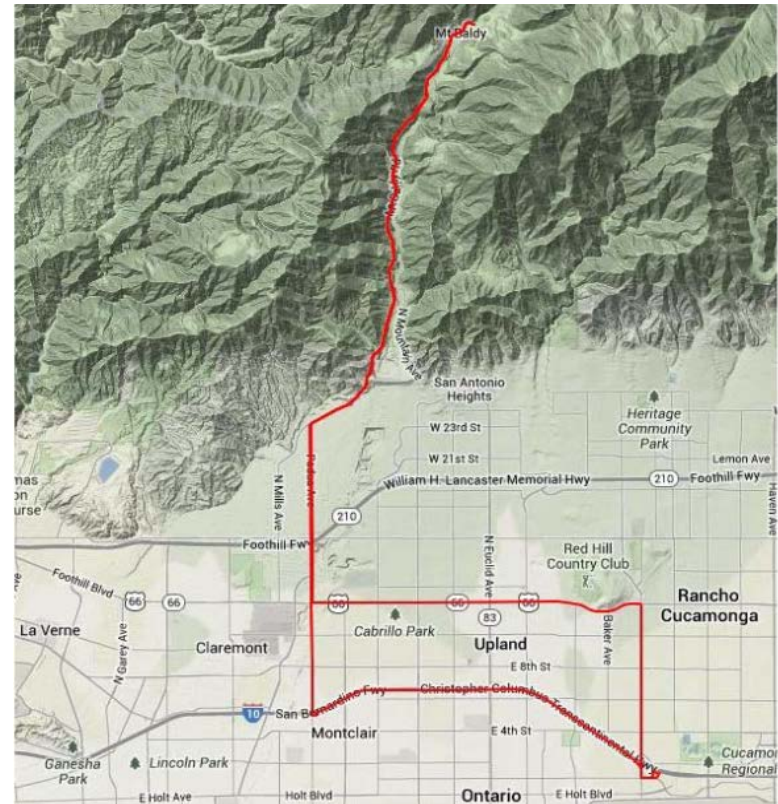 Mt Baldy
N Mountain Ave
San Antonio
Heights
Heritage
Community
Park
W 23rd St
W 21st St
Lemon Ave
mas
on
urse
N Mills Ave
Padua Ave
William H. Lancaster Memorial Hwy
210
Foothill Fwy
Haven Ave
210
Foothill Fwy
N Euclid Ave
Red Hill
Country Club
Foothill Blvd
66
66
66
66
66
Rancho
Cucamonga
La Verne
N Garey Ave
Claremont
Cabrillo Park
83
Upland
Baker Ave
E 8th St
10
San Bernardino Fwy
Christopher Columbus Transcontinental Hwy
Montclair
E 4th St
Ganesha
Park
Lincoln Park
Cucamo
Regional
E Holt Ave
Holt Blvd
Ontario
E Holt Blvd